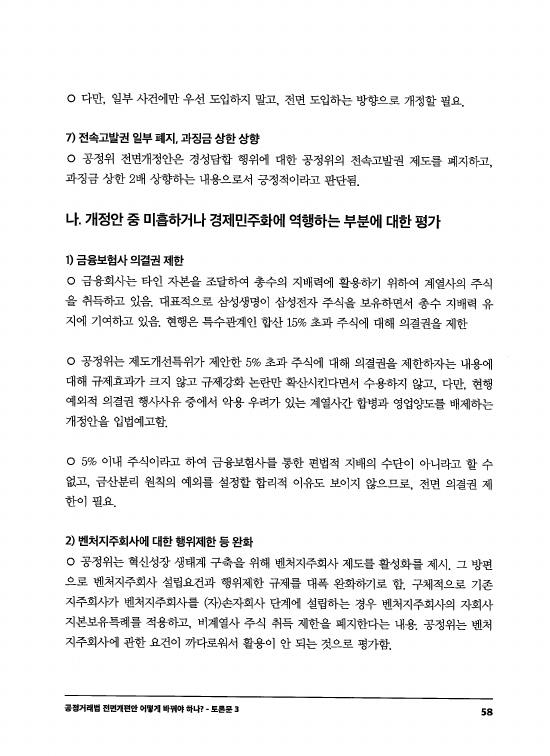 ㅇ 다만, 일부 사건에만 우선 도입하지 말고, 전면 도입하는 방향으로 개정할 필요.
7) 전속고발권 일부 폐지, 과징금 상한 상향
ㅇ 공정위 전면개정안은 경성담합 행위에 대한 공정위의 전속고발권 제도를 폐지하고,
과징금 상한 2배 상향하는 내용으로서 긍정적이라고 판단됨.
나. 개정안 중 미흡하거나 경제민주화에 역행하는 부분에 대한 평가
1) 금융보험사 의결권 제한
ㅇ 금융회사는 타인 자본을 조달하여 총수의 지배력에 활용하기 위하여 계열사의 주식
을 취득하고 있음. 대표적으로 삼성생명이 삼성전자 주식을 보유하면서 총수 지배력 유
지에 기여하고 있음. 현행은 특수관계인 합산 15% 초과 주식에 대해 의결권을 제한
ㅇ 공정위는 제도개선특위가 제안한 5% 초과 주식에 대해 의결권을 제한하자는 내용에
대해 규제효과가 크지 않고 규제강화 논란만 확산시킨다면서 수용하지 않고, 다만, 현행
예외적 의결권 행사사유 중에서 악용 우려가 있는 계열사간 합병과 영업양도를 배제하는
개정안을 입법예고함.
ㅇ 5% 이내 주식이라고 하여 금융보험사를 통한 편법적 지배의 수단이 아니라고 할 수
없고, 금산분리 원칙의 예외를 설정할 합리적 이유도 보이지 않으므로, 전면 의결권 제
한이 필요.
2) 벤처지주회사에 대한 행위제한 등 완화
ㅇ 공정위는 혁신성장 생태계 구축을 위해 벤처지주회사 제도를 활성화를 제시. 그 방편
으로 벤처지주회사 설립요건과 행위제한 규제를 대폭 완화하기로 함. 구체적으로 기존
지주회사가 벤처지주회사를 (자)손자회사 단계에 설립하는 경우 벤처지주회사의 자회사
지본보유특례를 적용하고, 비계열사 주식 취득 제한을 폐지한다는 내용. 공정위는 벤처
지주회사에 관한 요건이 까다로워서 활용이 안 되는 것으로 평가함.
공정거래법 전면개편안 어떻게 바꿔야 하나? - 토론문 3
58